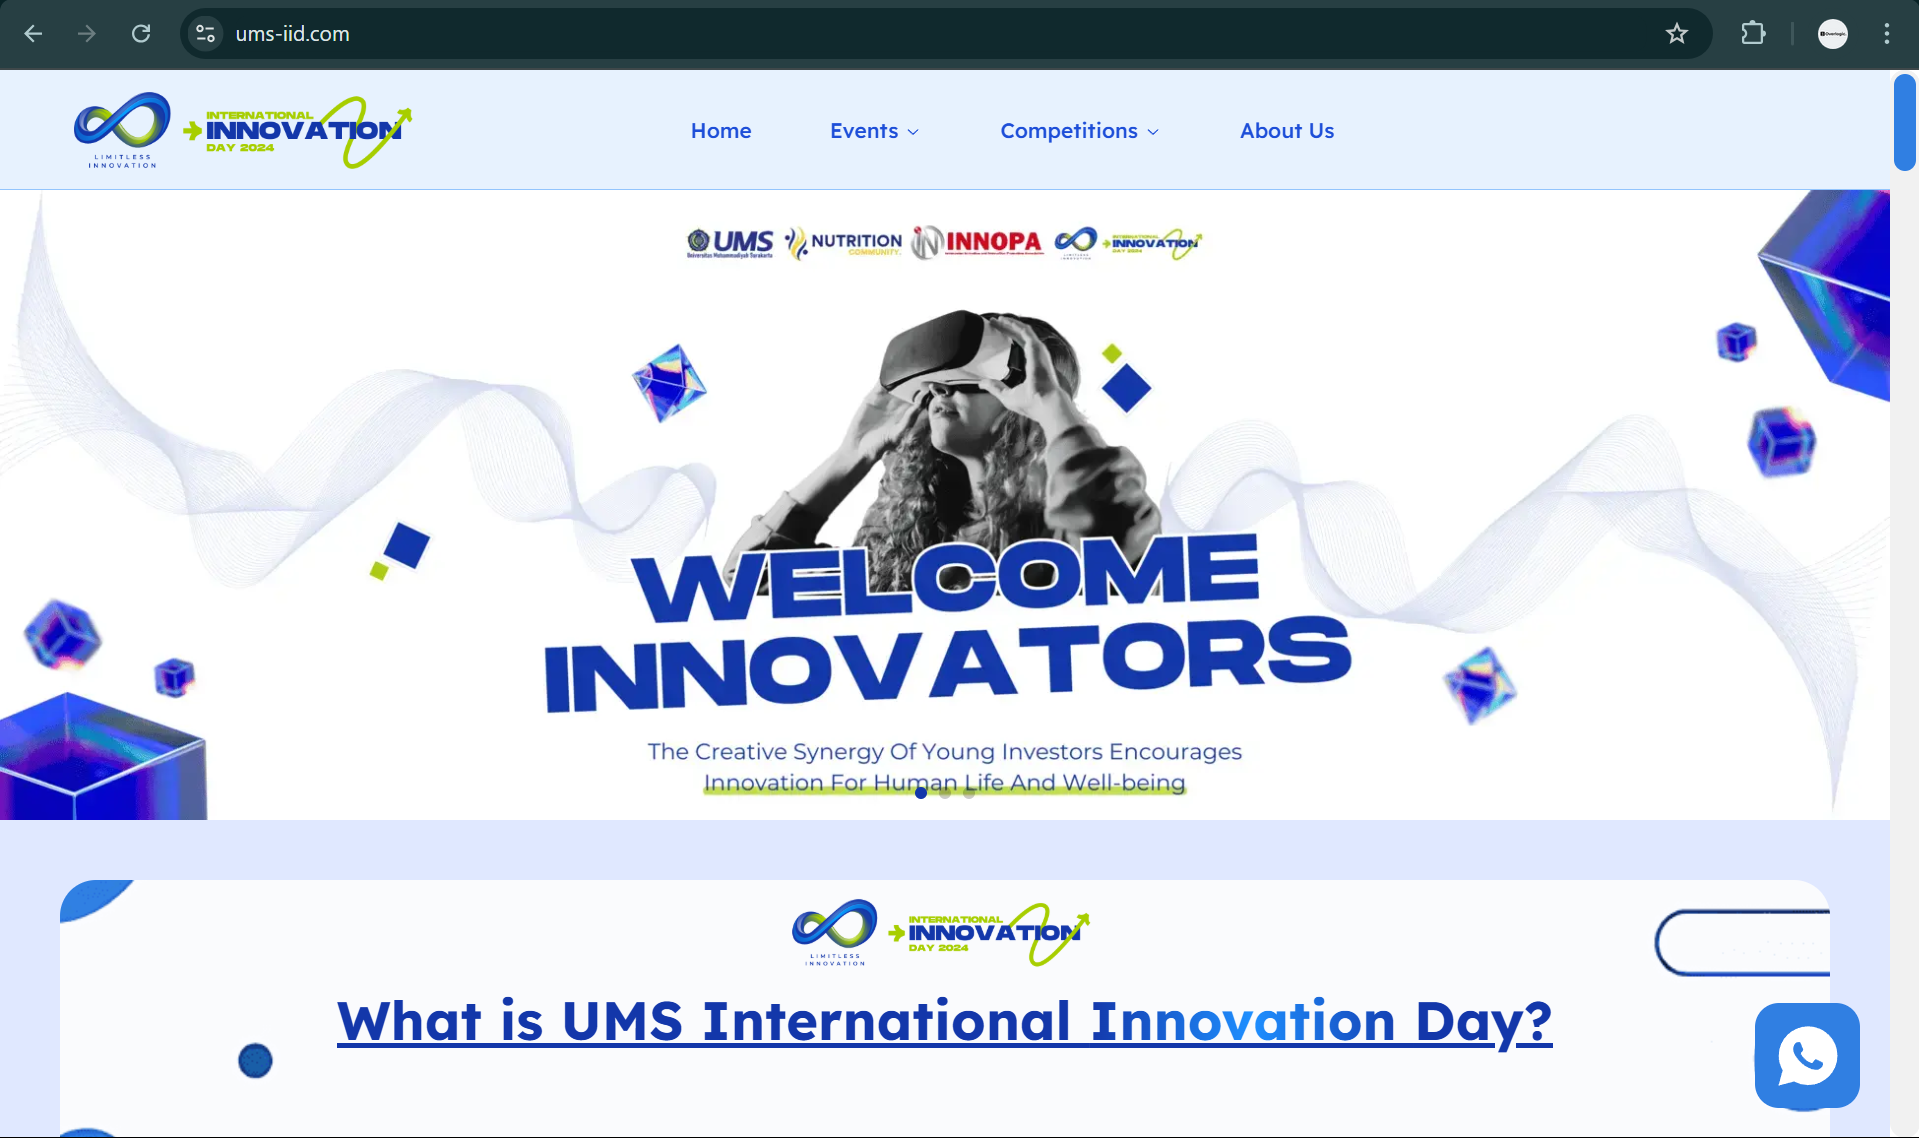 ums-iid.com
LIMITLESS
INNOVATION
INTERNATIONAL
INNOVATION
DAY 2024
Home
Events
Competitions
About Us
UMS
Universitas Muhammadiyah Surakarta
NUTRITION
COMMUNITY.
INNOPA
INTERNATIONAL
INNOVATION
DAY 2024
WELCOME
INNOVATORS
The Creative Synergy Of Young Investors Encourages
Innovation For Human Life And Well-being
LIMITLESS
INNOVATION
INTERNATIONAL
INNOVATION
DAY 2024
What is UMS International Innovation Day?